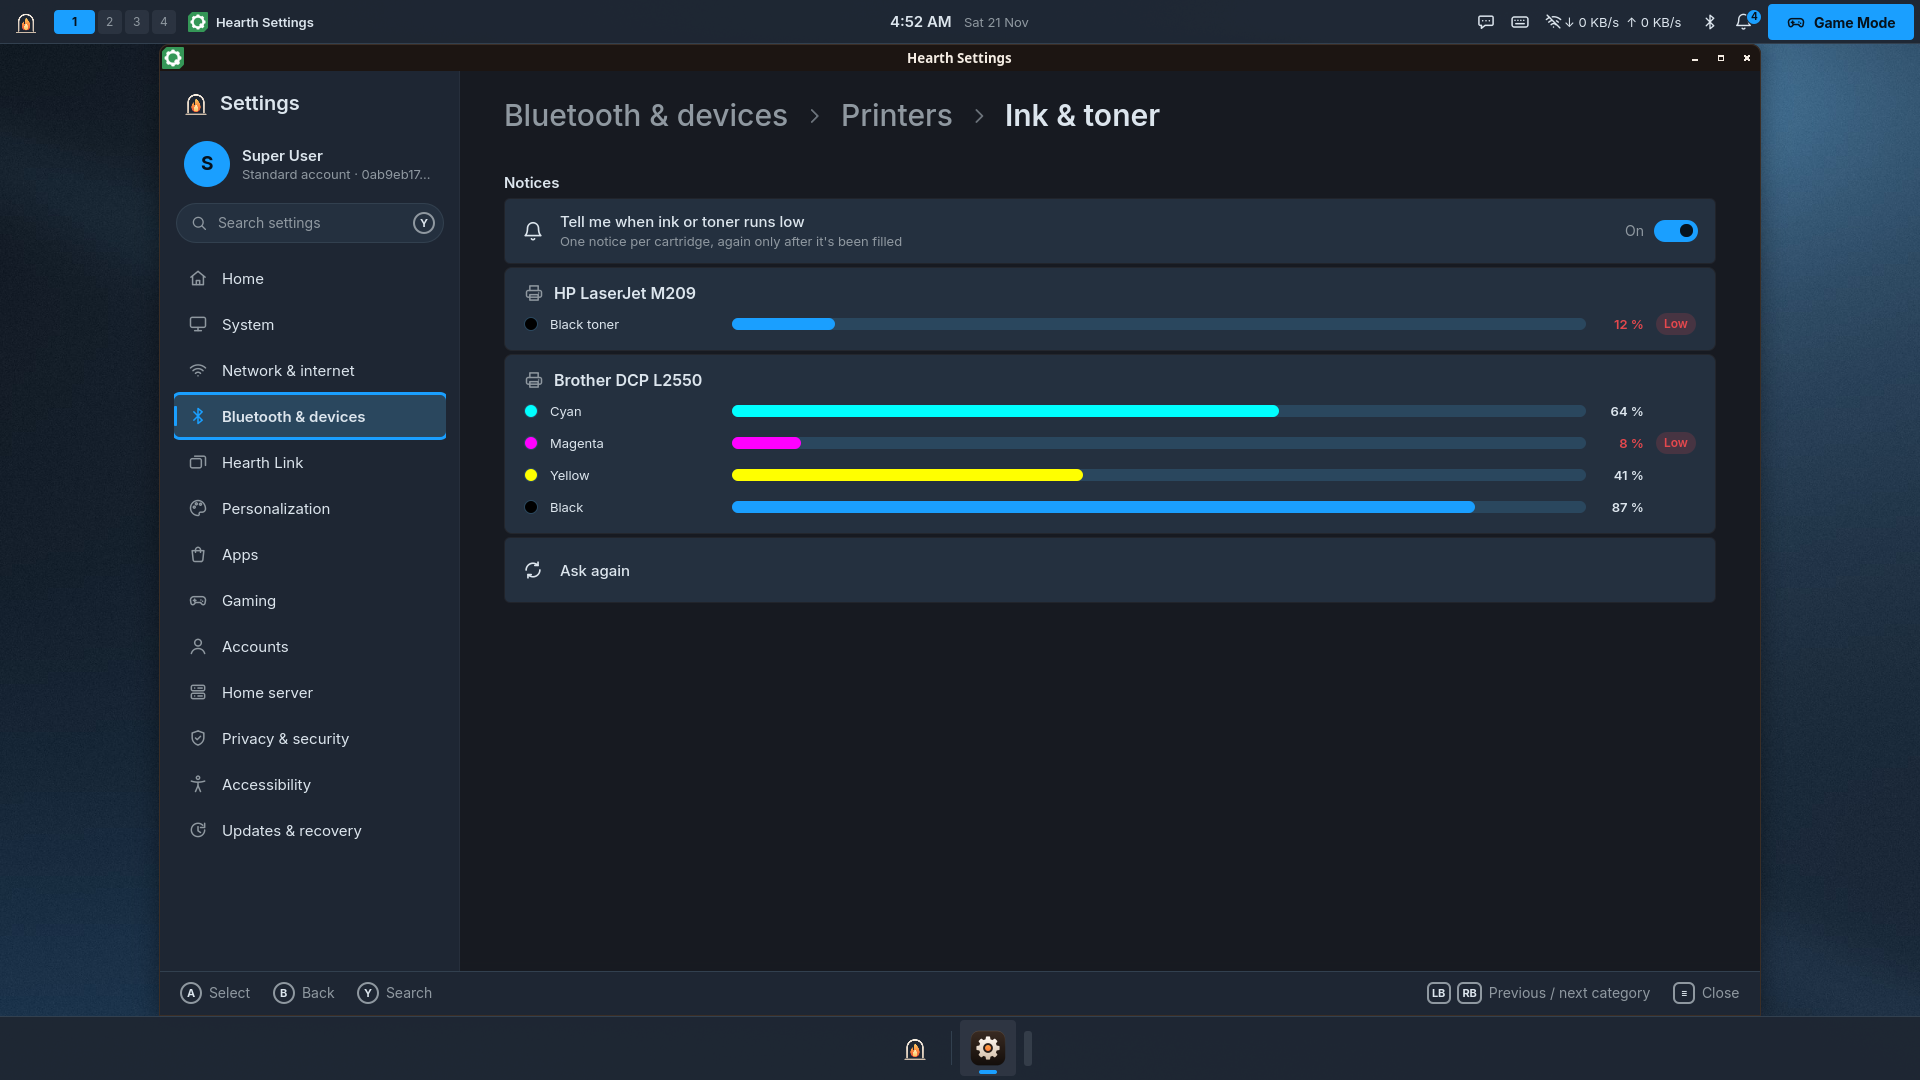 1 2 3 4 Hearth Settings
4:52 AM Sat 21 Nov
0 KB/s 0 KB/s 4 Game Mode
Hearth Settings
Settings
S
Super User
Standard account · 0ab9eb17...
Search settings Y
Home
System
Network & internet
Bluetooth & devices
Hearth Link
Personalization
Apps
Gaming
Accounts
Home server
Privacy & security
Accessibility
Updates & recovery
Bluetooth & devices > Printers > Ink & toner
Notices
Tell me when ink or toner runs low
One notice per cartridge, again only after it's been filled
On
HP LaserJet M209
Black toner 12 % Low
Brother DCP L2550
Cyan 64 %
Magenta 8 % Low
Yellow 41 %
Black 87 %
Ask again
A Select B Back Y Search
LB RB Previous / next category ≡ Close